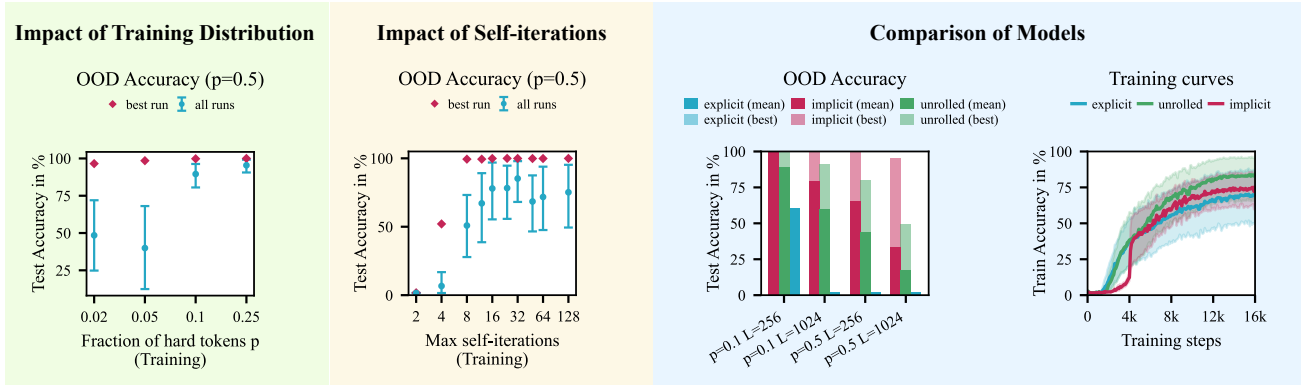 Impact of Training Distribution
OOD Accuracy (p=0.5)
best run
all runs
Test Accuracy in %
100
75
50
25
0.02
0.05
0.1
0.25
Fraction of hard tokens p
(Training)
Impact of Self-iterations
OOD Accuracy (p=0.5)
best run
all runs
Test Accuracy in %
100
75
50
25
0
2
4
8
16
32
64
128
Max self-iterations
(Training)
Comparison of Models
OOD Accuracy
explicit (mean)
implicit (mean)
unrolled (mean)
explicit (best)
implicit (best)
unrolled (best)
Test Accuracy in %
100
75
50
25
0
p=0.1 L=256
p=0.1 L=1024
p=0.5 L=256
p=0.5 L=1024
Training curves
explicit
unrolled
implicit
Train Accuracy in %
100
75
50
25
0
0
4k
8k
12k
16k
Training steps